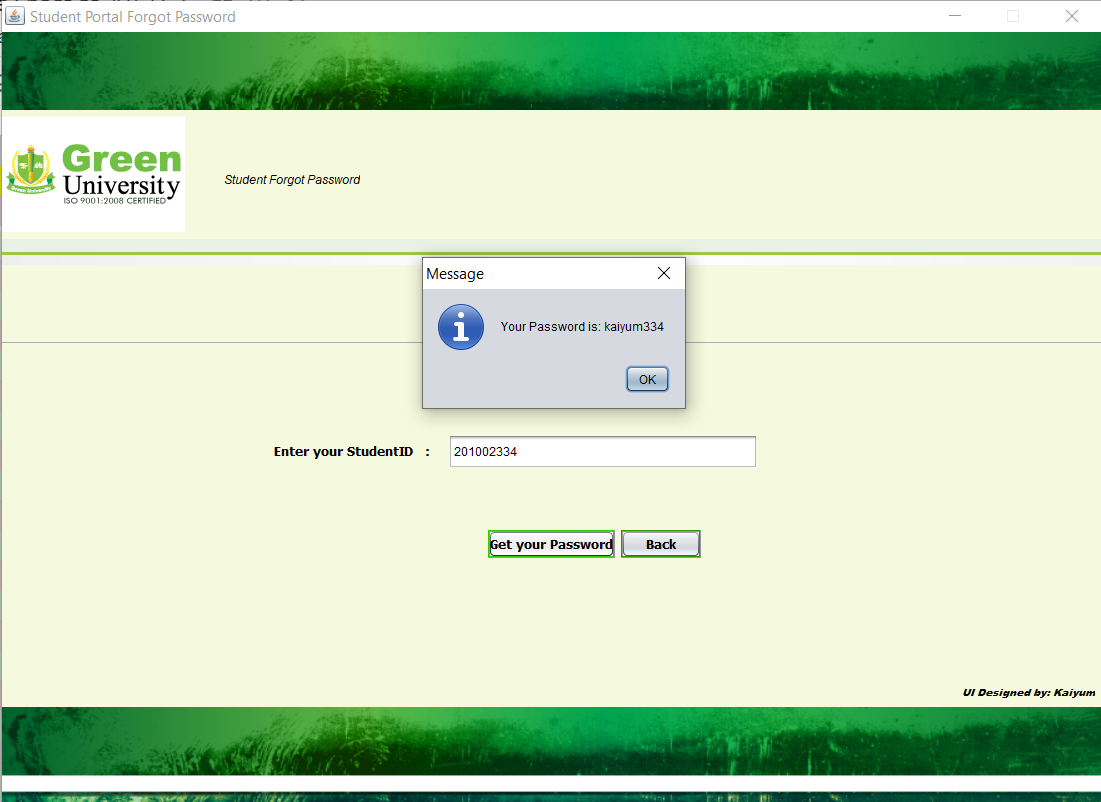 Student Portal Forgot Password
Green
University
ISO 9001:2008 CERTIFIED
Student Forgot Password
Message
Your Password is: kaiyum334
OK
Enter your StudentID :
201002334
Get your Password
Back
UI Designed by: Kaiyum